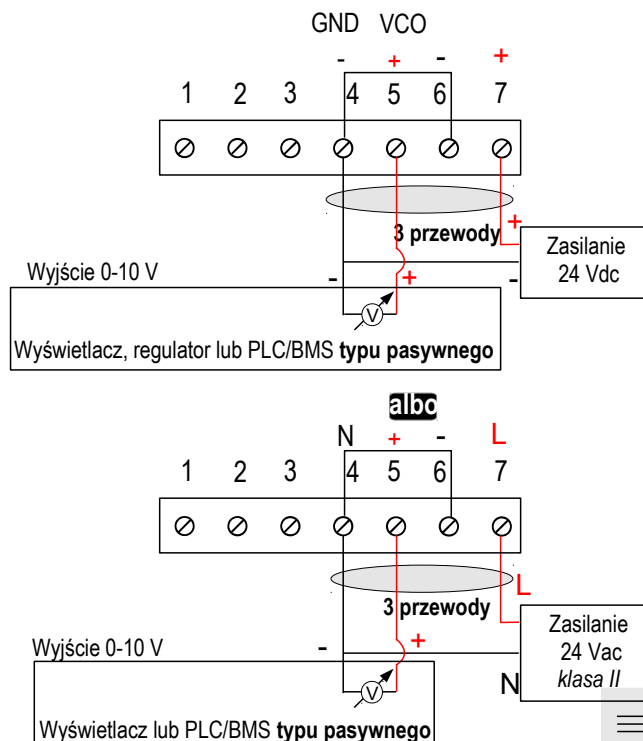 GND VCO
- + - +
1 2 3 4 5 6 7
3 przewody
+
Zasilanie
24 Vdc
-
Wyjście 0-10 V
- +
V
Wyświetlacz, regulator lub PLC/BMS typu pasywnego
albo
N + - L
1 2 3 4 5 6 7
L
3 przewody
Zasilanie
24 Vac
klasa II
N
Wyjście 0-10 V
- +
V
Wyświetlacz lub PLC/BMS typu pasywnego